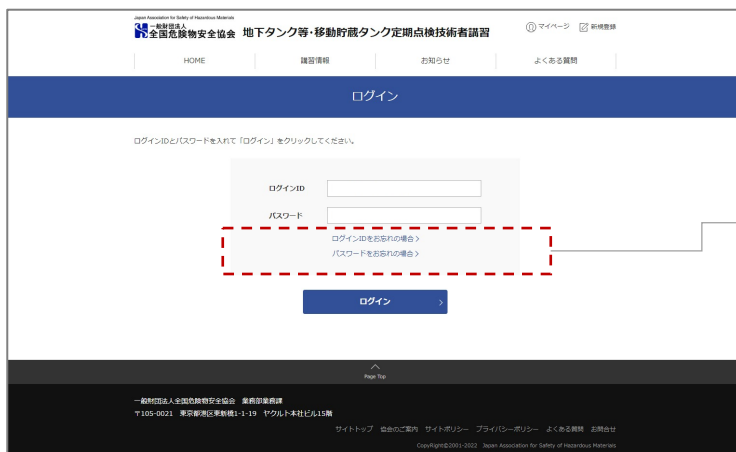 Japan Association for Safety of Hazardous Materials
一般財団法人
全国危険物安全協会 地下タンク等・移動貯蔵タンク定期点検技術者講習
マイページ 新規登録
HOME 講習情報 お知らせ よくある質問
ログイン
ログインIDとパスワードを入れて「ログイン」をクリックしてください。
ログインID
パスワード
ログインIDをお忘れの場合 >
パスワードをお忘れの場合 >
ログイン >
Page Top
一般財団法人全国危険物安全協会 業務部業務課
〒105-0021 東京都港区東新橋1-1-19 ヤクルト本社ビル15階
サイトトップ 協会のご案内 サイトポリシー プライバシーポリシー よくある質問 お問合せ
CopyRight©2001-2022 Japan Association for Safety of Hazardous Materials